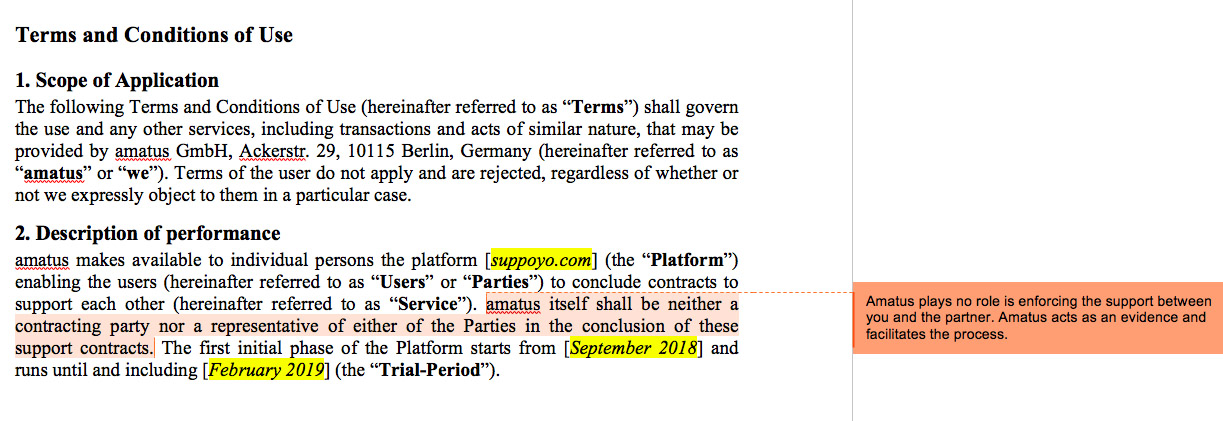 Terms and Conditions of Use
1. Scope of Application
The following Terms and Conditions of Use (hereinafter referred to as “Terms”) shall govern
the use and any other services, including transactions and acts of similar nature, that may be
provided by amatus GmbH, Ackerstr. 29, 10115 Berlin, Germany (hereinafter referred to as
“amatus” or “we”). Terms of the user do not apply and are rejected, regardless of whether or
not we expressly object to them in a particular case.
2. Description of performance
amatus makes available to individual persons the platform [suppoyo.com] (the “Platform”)
enabling the users (hereinafter referred to as “Users” or “Parties”) to conclude contracts to
support each other (hereinafter referred to as “Service”). amatus itself shall be neither a
contracting party nor a representative of either of the Parties in the conclusion of these
support contracts. The first initial phase of the Platform starts from [September 2018] and
runs until and including [February 2019] (the “Trial-Period”).
Amatus plays no role is enforcing the support between
you and the partner. Amatus acts as an evidence and
facilitates the process.